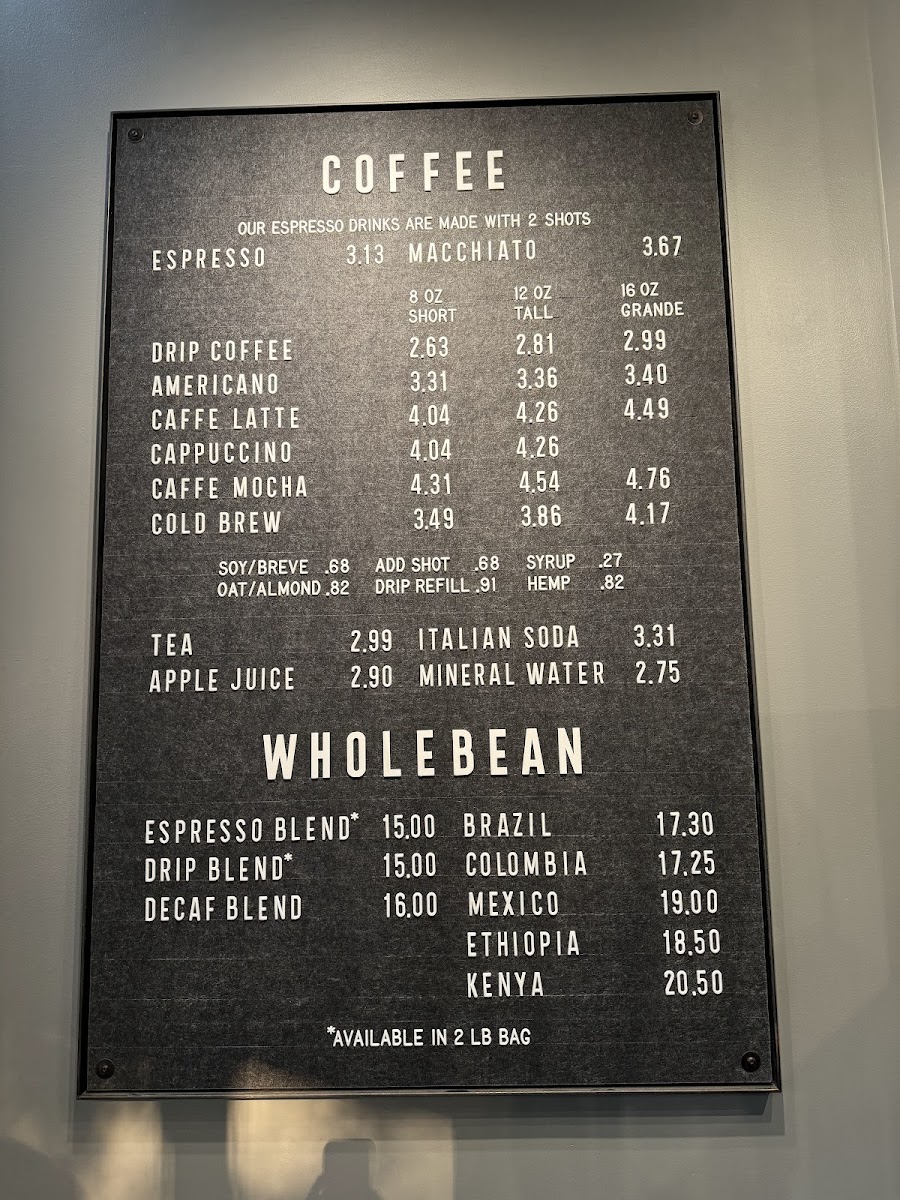 COFFEE
OUR ESPRESSO DRINKS ARE MADE WITH 2 SHOTS
ESPRESSO 3.13 MACCHIATO 3.67
8 OZ 12 OZ 16 OZ
SHORT TALL GRANDE
DRIP COFFEE 2.63 2.81 2.99
AMERICANO 3.31 3.36 3.40
CAFFE LATTE 4.04 4.26 4.49
CAPPUCCINO 4.04 4.26
CAFFE MOCHA 4.31 4.54 4.76
COLD BREW 3.49 3.86 4.17
SOY/BREVE .68 ADD SHOT .68 SYRUP .27
OAT/ALMOND .82 DRIP REFILL .91 HEMP .82
TEA 2.99 ITALIAN SODA 3.31
APPLE JUICE 2.90 MINERAL WATER 2.75
WHOLEBEAN
ESPRESSO BLEND* 15.00 BRAZIL 17.30
DRIP BLEND* 15.00 COLOMBIA 17.25
DECAF BLEND 16.00 MEXICO 19.00
ETHIOPIA 18.50
KENYA 20.50
*AVAILABLE IN 2 LB BAG